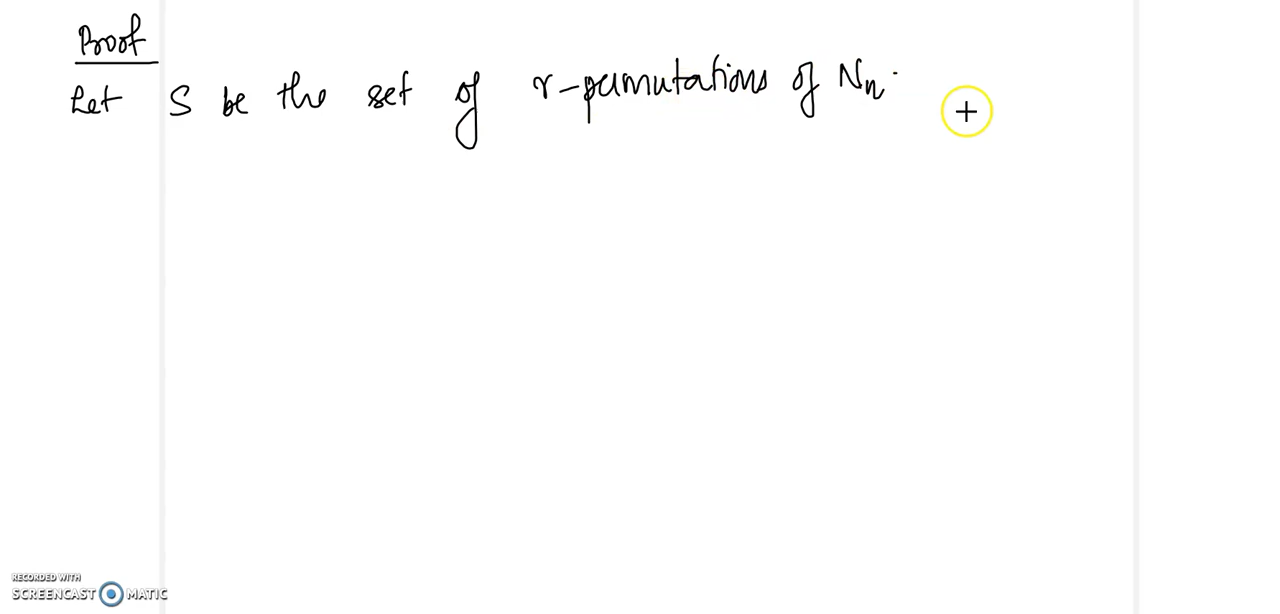 Proof
Let S be the set of r-permutations of Nn.
RECORDED WITH
SCREENCAST MATIC